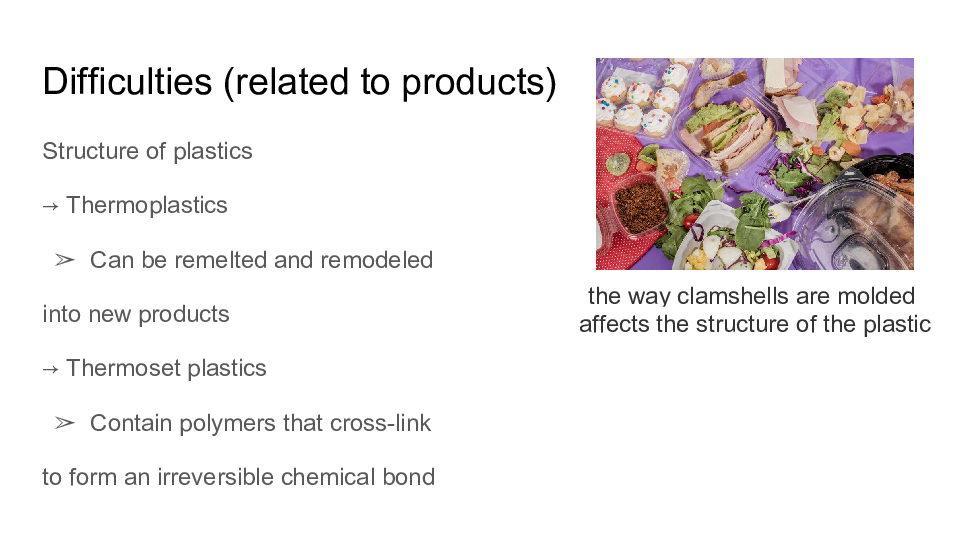 Difficulties (related to products)
Structure of plastics
→ Thermoplastics
➢ Can be remelted and remodeled
into new products
→ Thermoset plastics
➢ Contain polymers that cross-link
to form an irreversible chemical bond
the way clamshells are molded
affects the structure of the plastic